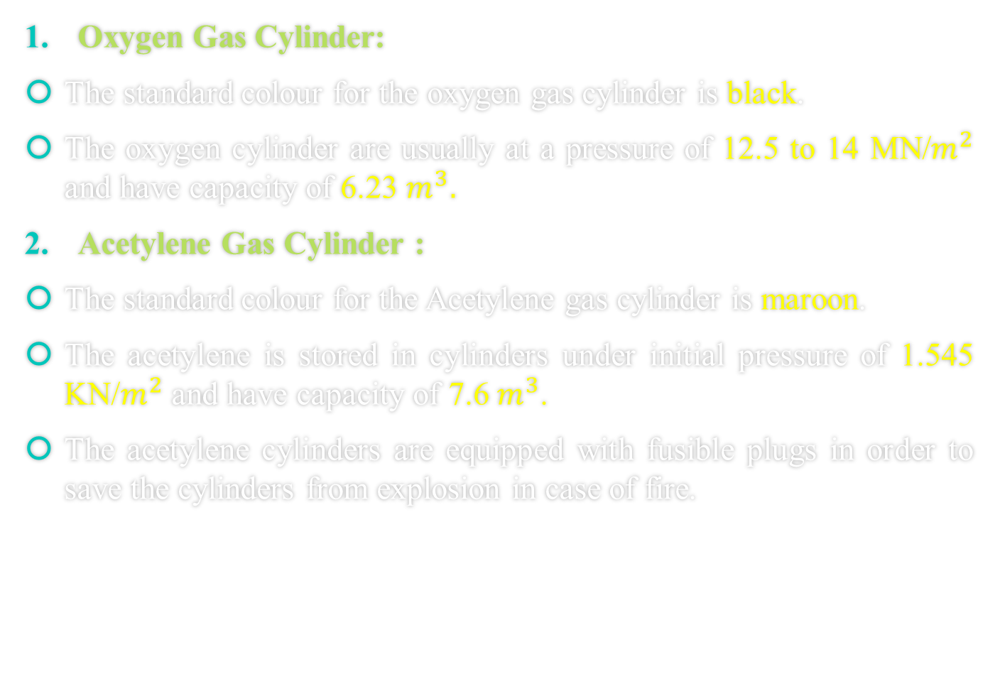 1. Oxygen Gas Cylinder:
The standard colour for the oxygen gas cylinder is black.
The oxygen cylinder are usually at a pressure of 12.5 to 14 MN/m²
and have capacity of 6.23 m³.
2. Acetylene Gas Cylinder :
The standard colour for the Acetylene gas cylinder is maroon.
The acetylene is stored in cylinders under initial pressure of 1.545
KN/m² and have capacity of 7.6 m³.
The acetylene cylinders are equipped with fusible plugs in order to
save the cylinders from explosion in case of fire.